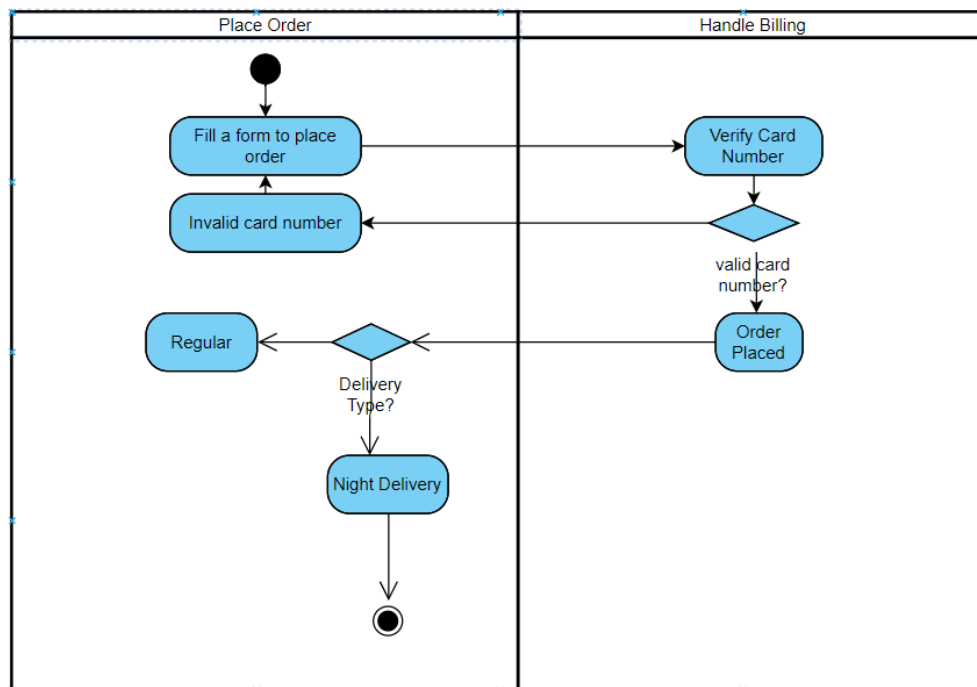 Place Order
Handle Billing
Fill a form to place
order
Verify Card
Number
Invalid card number
valid card
number?
Regular
Order
Placed
Delivery
Type?
Night Delivery